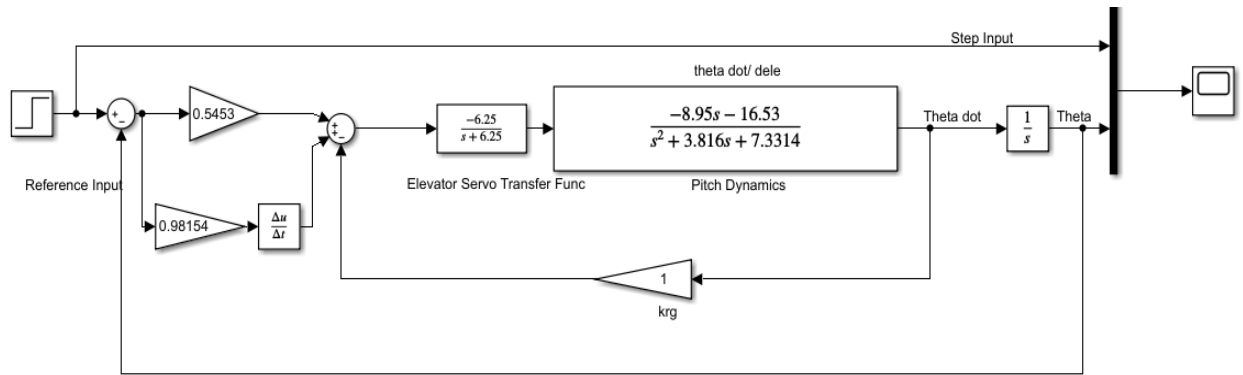 Step Input
theta dot/ dele
0.5453
+
-
+
+
-
-6.25
s + 6.25
-8.95s - 16.53
s² + 3.816s + 7.3314
Theta dot
1
s
Theta
Reference Input
Elevator Servo Transfer Func
Pitch Dynamics
0.98154
Δu
Δt
1
krg